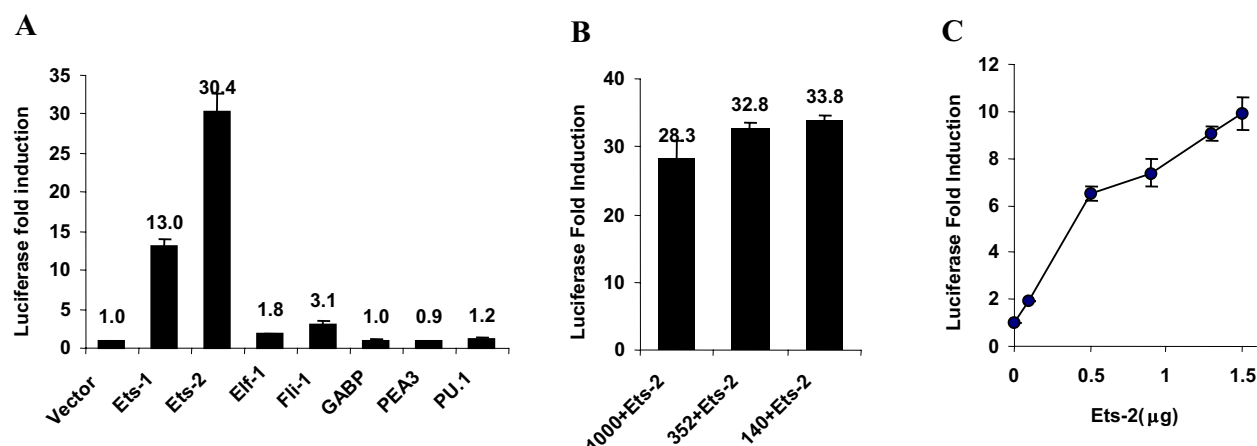 A
Luciferase fold induction
35
30
25
20
15
10
5
0
1.0
13.0
30.4
1.8
3.1
1.0
0.9
1.2
Vector
Ets-1
Ets-2
Elf-1
Fli-1
GABP
PEA3
PU.1
B
Luciferase Fold Induction
40
30
20
10
0
28.3
32.8
33.8
1000+Ets-2
352+Ets-2
140+Ets-2
C
Luciferase Fold Induction
12
10
8
6
4
2
0
0
0.5
1
1.5
Ets-2(μg)